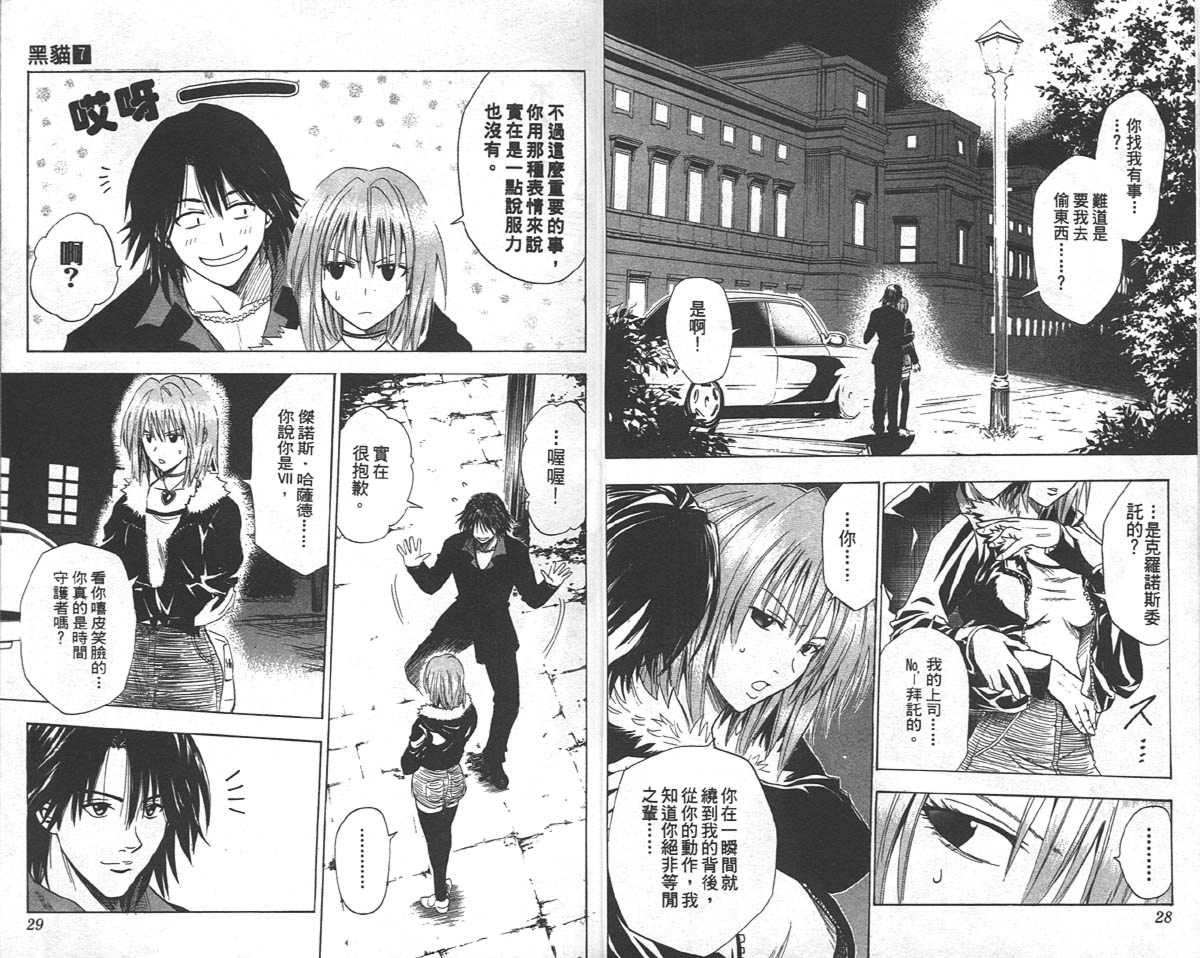 你找我有事…
…?
難道是
要我去
偷東西……?
是啊!
…是克羅諾斯委
託的?
我的上司……
No.I拜託的。
ス…
………
…你……
你在一瞬間就
繞到我的背後,
從你的動作,我
知道你絕非等閒
之輩……
28
黑貓7
不過這麼重要的事,
你用那種表情來說
實在是一點說服力
也沒有。
哎呀
啊?
…喔喔!
實在
很抱歉。
………
傑諾斯.哈薩德……
你說你是Ⅶ,
看你嘻皮笑臉的…
你真的是時間
守護者嗎?
29